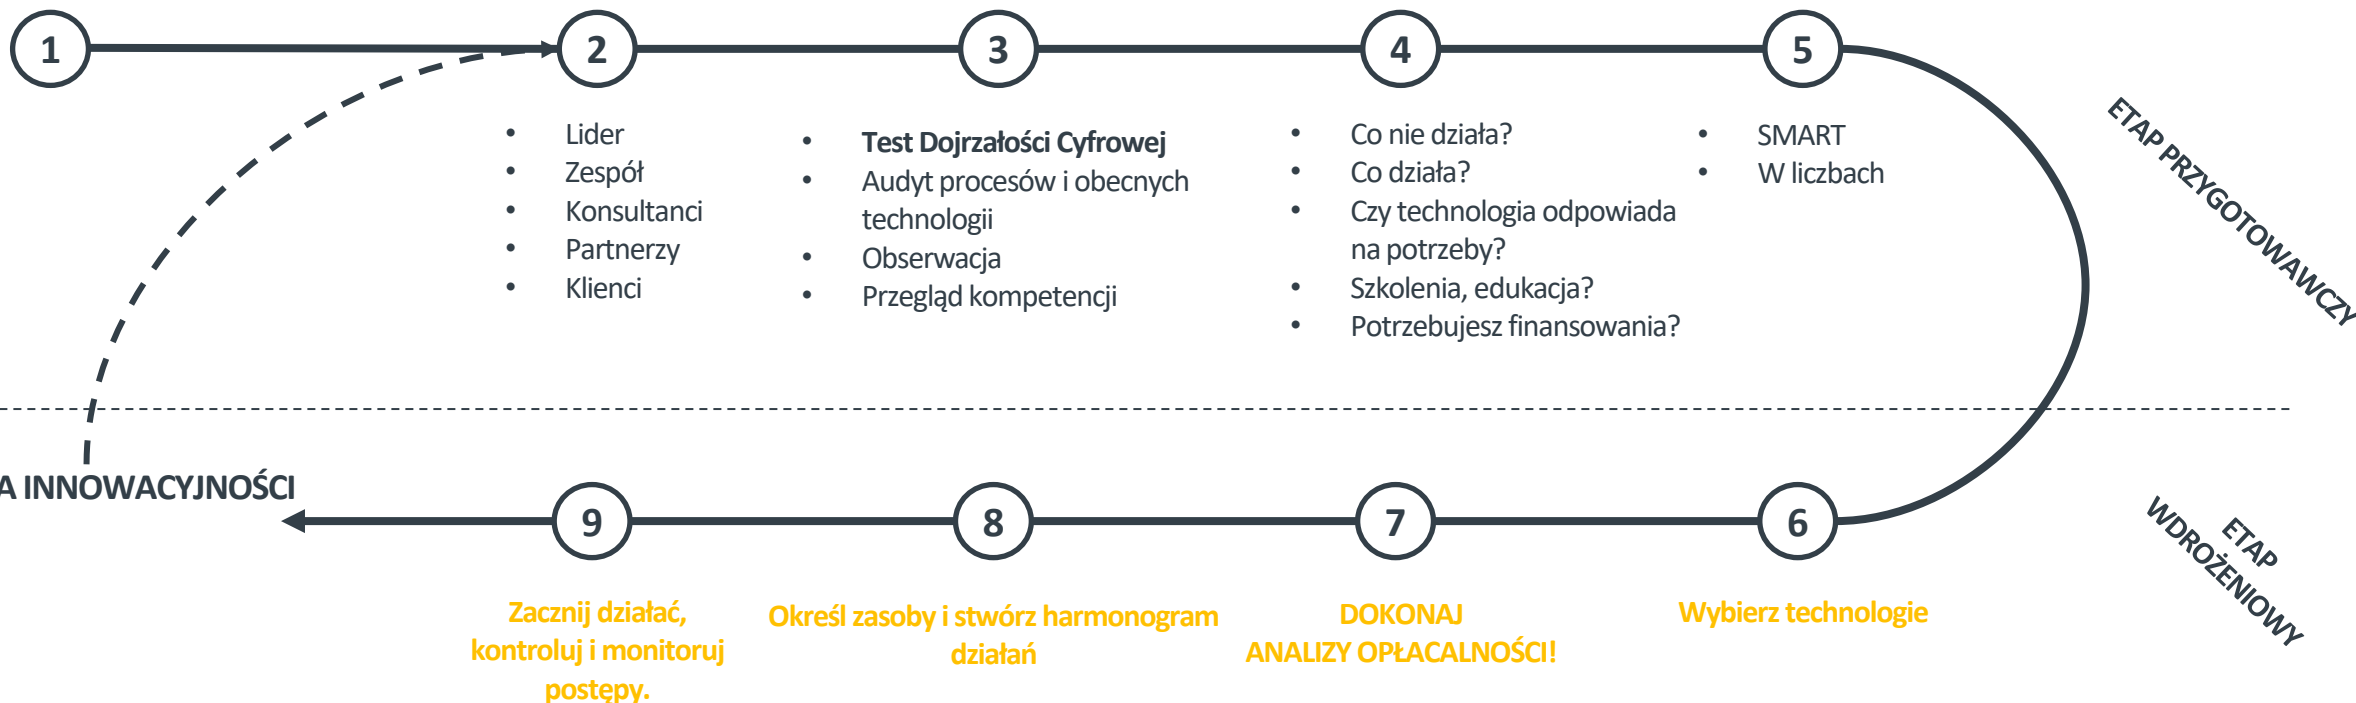 1
2
3
4
5
• Lider
• Zespół
• Konsultanci
• Partnerzy
• Klienci
• Test Dojrzałości Cyfrowej
• Audyt procesów i obecnych
technologii
• Obserwacja
• Przegląd kompetencji
• Co nie działa?
• Co działa?
• Czy technologia odpowiada
na potrzeby?
• Szkolenia, edukacja?
• Potrzebujesz finansowania?
• SMART
• W liczbach
ETAP PRZYGOTOWAWCZY
A INNOWACYJNOŚCI
9
8
7
6
ETAP
WDROŻENIOWY
Zacznij działać,
kontroluj i monitoruj
postępy.
Określ zasoby i stwórz harmonogram
działań
DOKONAJ
ANALIZY OPŁACALNOŚCI!
Wybierz technologie